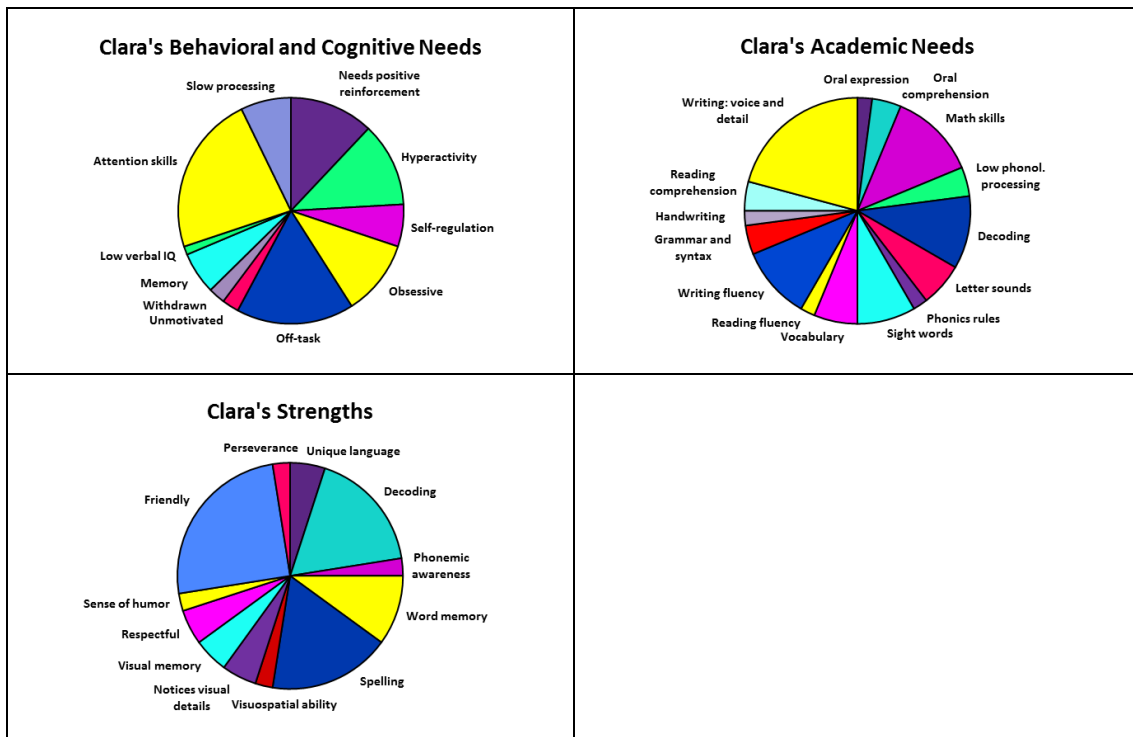 Clara's Behavioral and Cognitive Needs
Slow processing
Needs positive
reinforcement
Attention skills
Hyperactivity
Self-regulation
Low verbal IQ
Memory
Obsessive
Withdrawn
Unmotivated
Off-task
Clara's Academic Needs
Oral expression
Oral
comprehension
Writing: voice and
detail
Math skills
Low phonol.
processing
Reading
comprehension
Handwriting
Decoding
Grammar and
syntax
Letter sounds
Writing fluency
Phonics rules
Reading fluency
Sight words
Vocabulary
Clara's Strengths
Perseverance
Unique language
Friendly
Decoding
Phonemic
awareness
Sense of humor
Word memory
Respectful
Visual memory
Spelling
Notices visual
details
Visuospatial ability